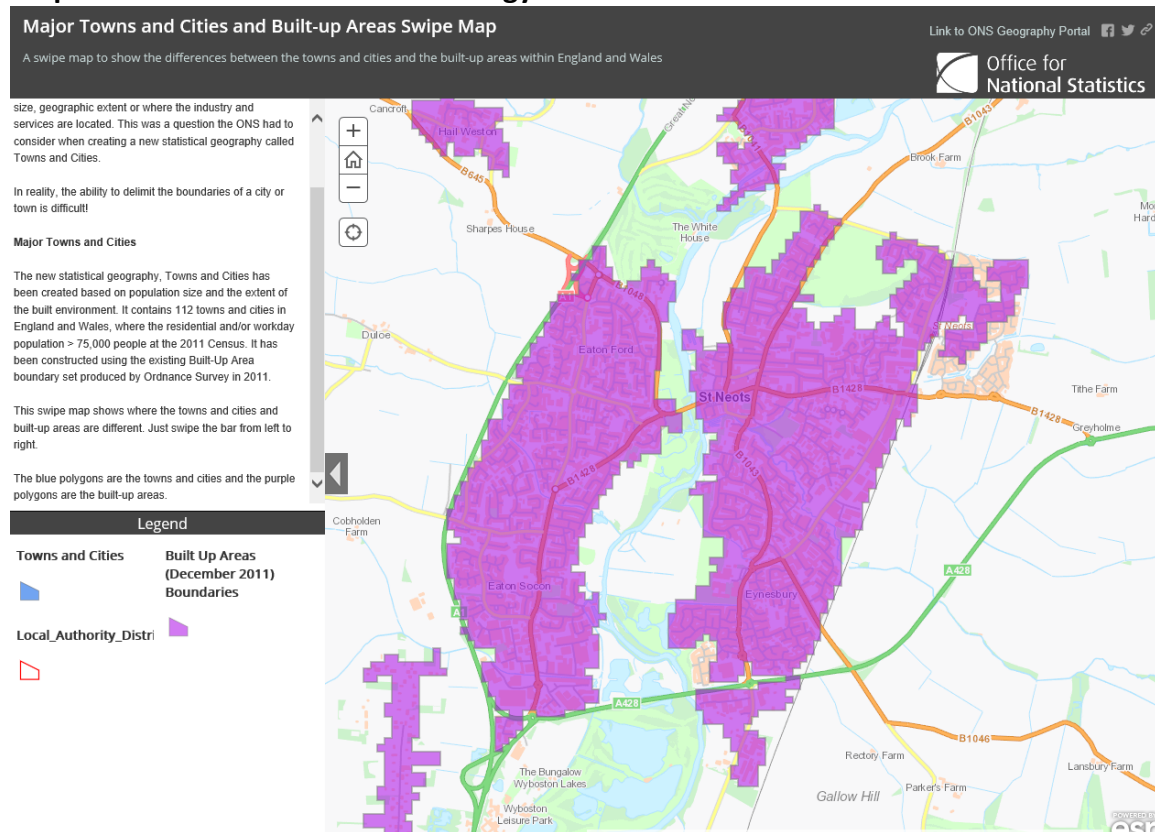 Major Towns and Cities and Built-up Areas Swipe Map
A swipe map to show the differences between the towns and cities and the built-up areas within England and Wales
Link to ONS Geography Portal
Office for
National Statistics
size, geographic extent or where the industry and
services are located. This was a question the ONS had to
consider when creating a new statistical geography called
Towns and Cities.
In reality, the ability to delimit the boundaries of a city or
town is difficult!
Major Towns and Cities
The new statistical geography, Towns and Cities has
been created based on population size and the extent of
the built environment. It contains 112 towns and cities in
England and Wales, where the residential and/or workday
population > 75,000 people at the 2011 Census. It has
been constructed using the existing Built-Up Area
boundary set produced by Ordnance Survey in 2011.
This swipe map shows where the towns and cities and
built-up areas are different. Just swipe the bar from left to
right.
The blue polygons are the towns and cities and the purple
polygons are the built-up areas.
Legend
Towns and Cities
Built Up Areas
(December 2011)
Boundaries
Local_Authority_Distri
Cancroft
Hail Weston
B645
Sharpes House
The White
House
B1041
B1043
Brook Farm
Duloe
A1
B1048
Eaton Ford
St Neots
St Neots
B1428
B1428
Tithe Farm
Greyholme
B1428
B1043
Cobholden
Farm
Eaton Socon
Eynesbury
A1
A428
A428
B1046
The Bungalow
Wyboston Lakes
Wyboston
Leisure Park
Rectory Farm
Parker's Farm
Lansbury Farm
Gallow Hill
POWERED BY
esri